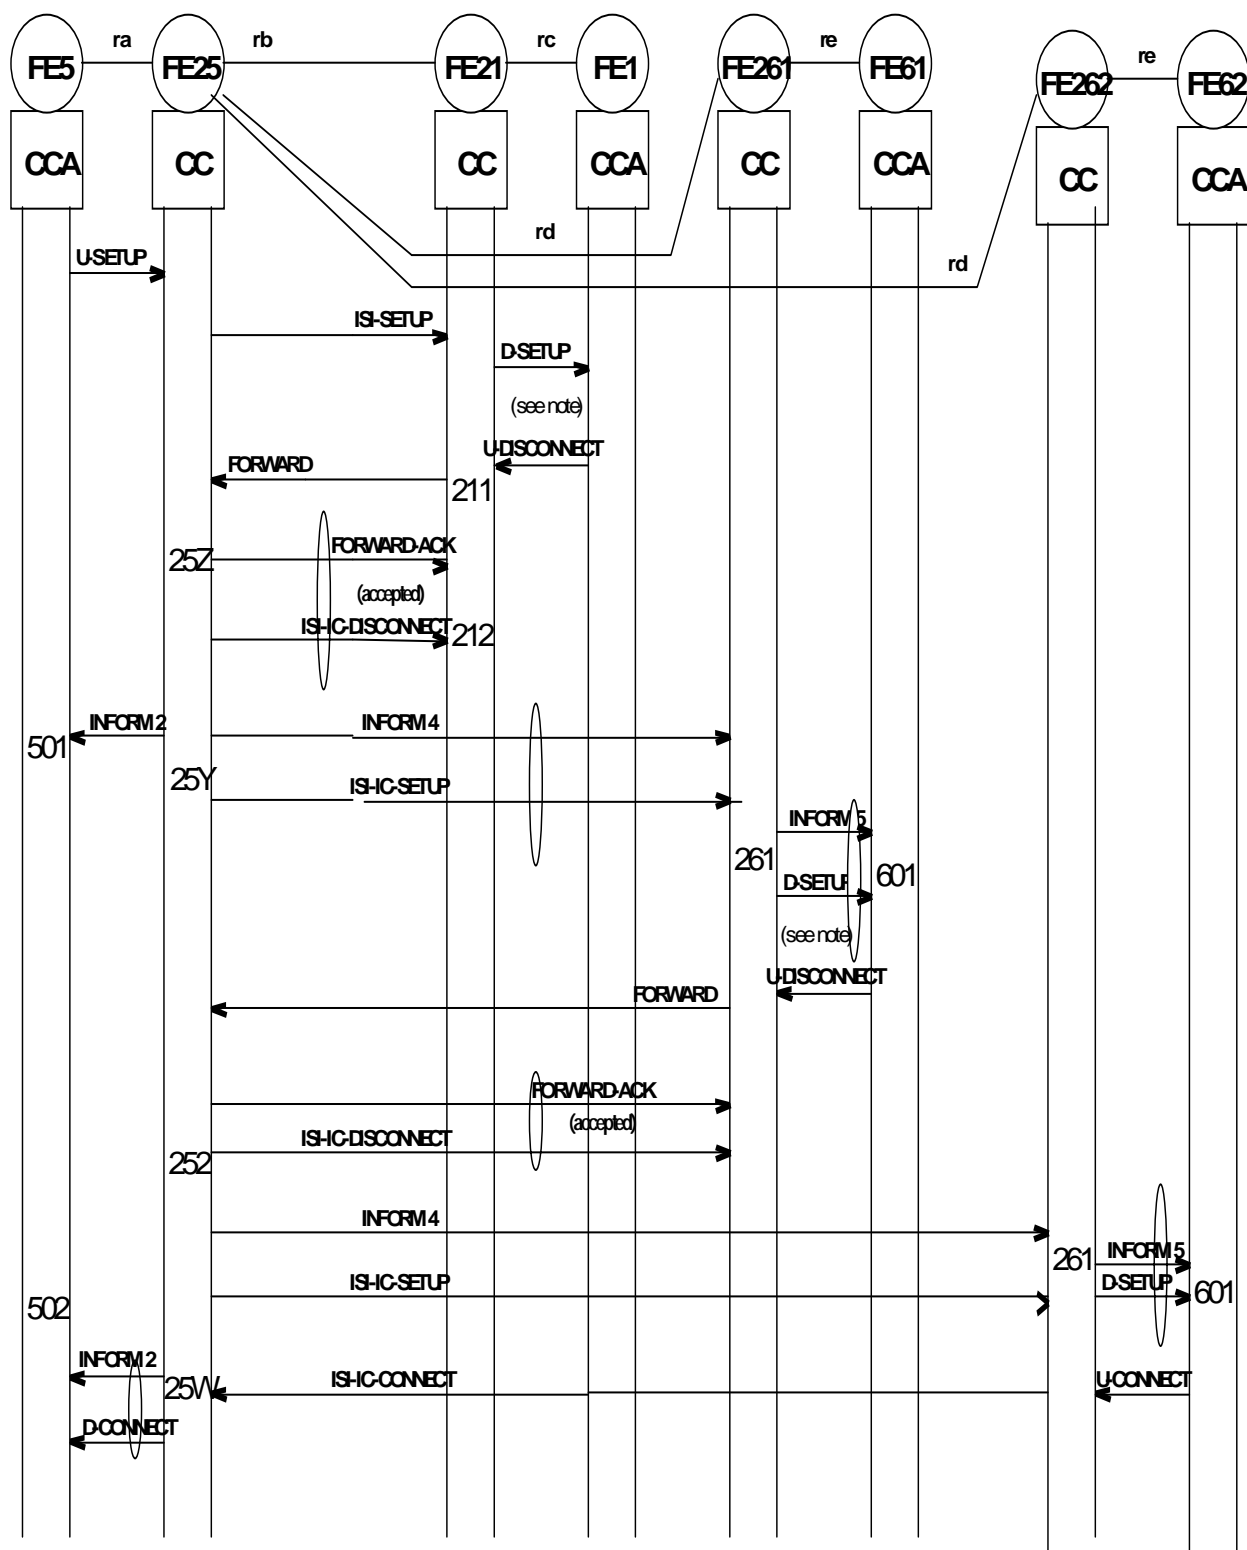 ra rb rc re re
FE5 FE25 FE21 FE1 FE261 FE61 FE262 FE62
CCA CC CC CCA CC CCA CC CCA
rd
rd
U-SETUP
ISI-SETUP
D-SETUP
(see note)
U-DISCONNECT
FORWARD
211
FORWARD-ACK
25Z
(accepted)
ISI-IC-DISCONNECT
212
INFORM 2 INFORM 4
501
25Y ISI-IC-SETUP
INFORM 5
261 601
D-SETUP
(see note)
U-DISCONNECT
FORWARD
FORWARD-ACK
(accepted)
ISI-IC-DISCONNECT
252
INFORM 4
261 INFORM 5
ISI-IC-SETUP D-SETUP
502 601
INFORM 2
25W ISI-IC-CONNECT U-CONNECT
D-CONNECT